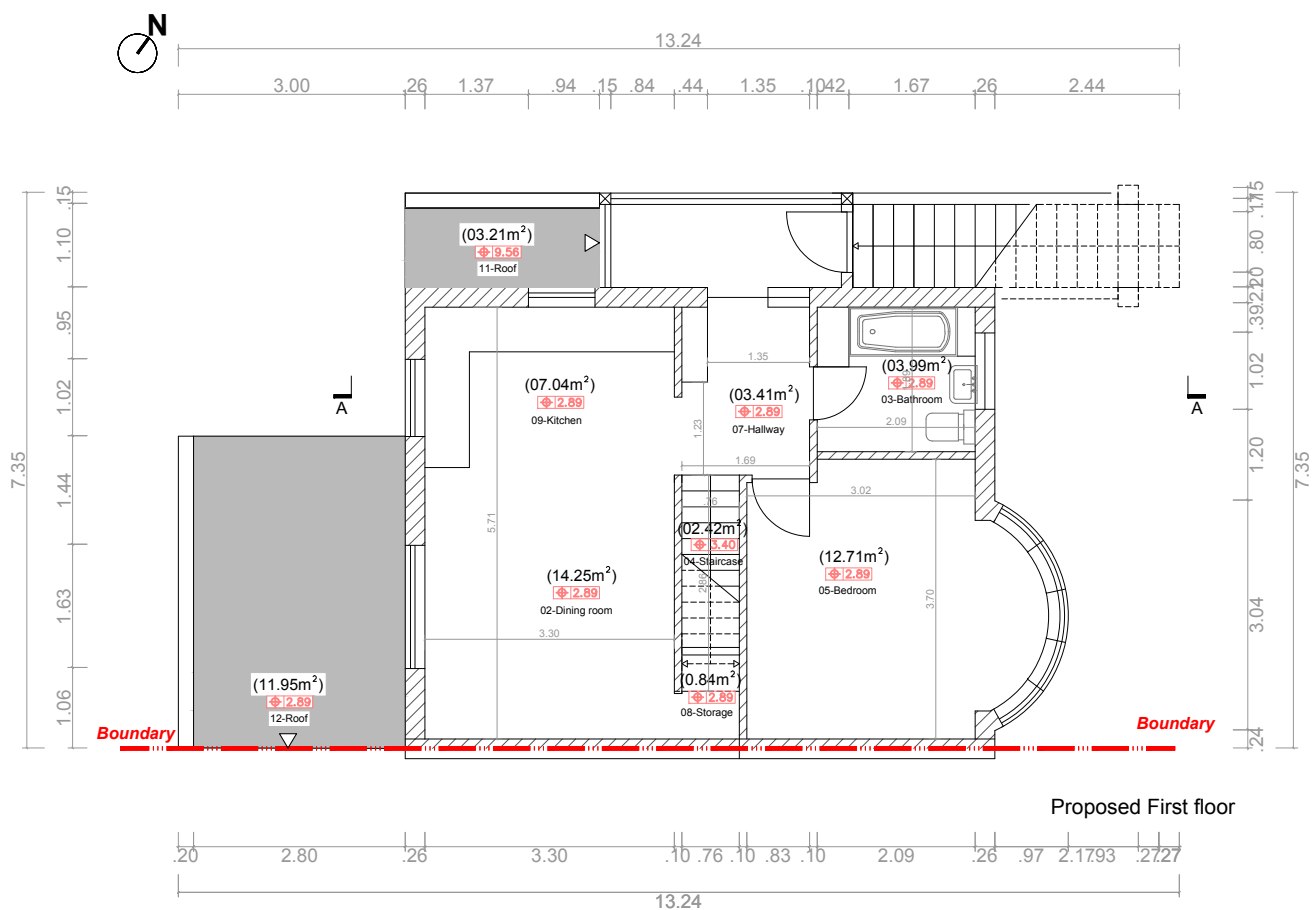 N
13.24
3.00 .26 1.37 .94 .15 .84 .44 1.35 .10 .42 1.67 .26 2.44
7.35
.15
1.10
.95
1.02
1.44
1.63
1.06
(03.21m²)
9.56
11-Roof
(07.04m²)
2.89
09-Kitchen
1.35
(03.41m²)
2.89
07-Hallway
1.23
1.69
(03.99m²)
2.89
03-Bathroom
2.09
A
A
5.71
(14.25m²)
2.89
02-Dining room
3.30
.76
(02.42m²)
3.40
04-Staircase
2.86
(0.84m²)
2.89
08-Storage
3.02
(12.71m²)
2.89
05-Bedroom
3.70
(11.95m²)
2.89
12-Roof
Boundary
Boundary
.15
.80
.39
1.02
1.20
3.04
.24
7.35
Proposed First floor
.20 2.80 .26 3.30 .10 .76 .10 .83 .10 2.09 .26 .97
13.24